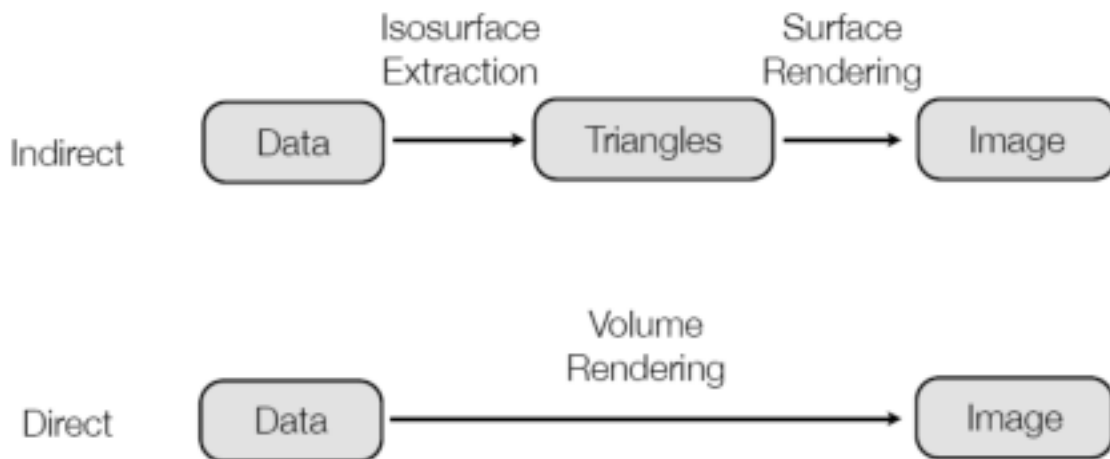 Isosurface
Extraction
Surface
Rendering
Indirect
Data
Triangles
Image
Volume
Rendering
Direct
Data
Image